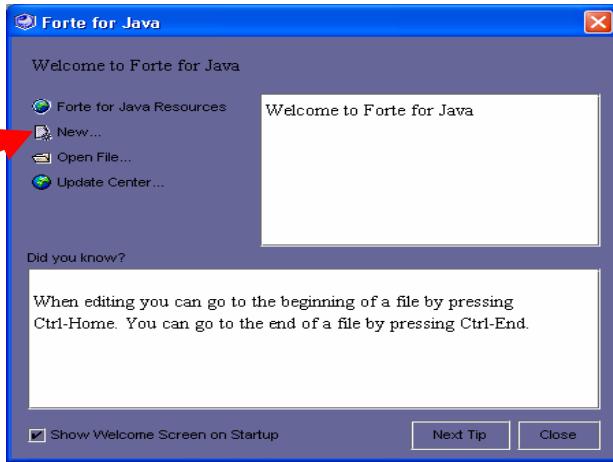 Forte for Java
Welcome to Forte for Java
Forte for Java Resources
New...
Open File...
Update Center...
Welcome to Forte for Java
Did you know?
When editing you can go to the beginning of a file by pressing
Ctrl-Home. You can go to the end of a file by pressing Ctrl-End.
Show Welcome Screen on Startup
Next Tip
Close